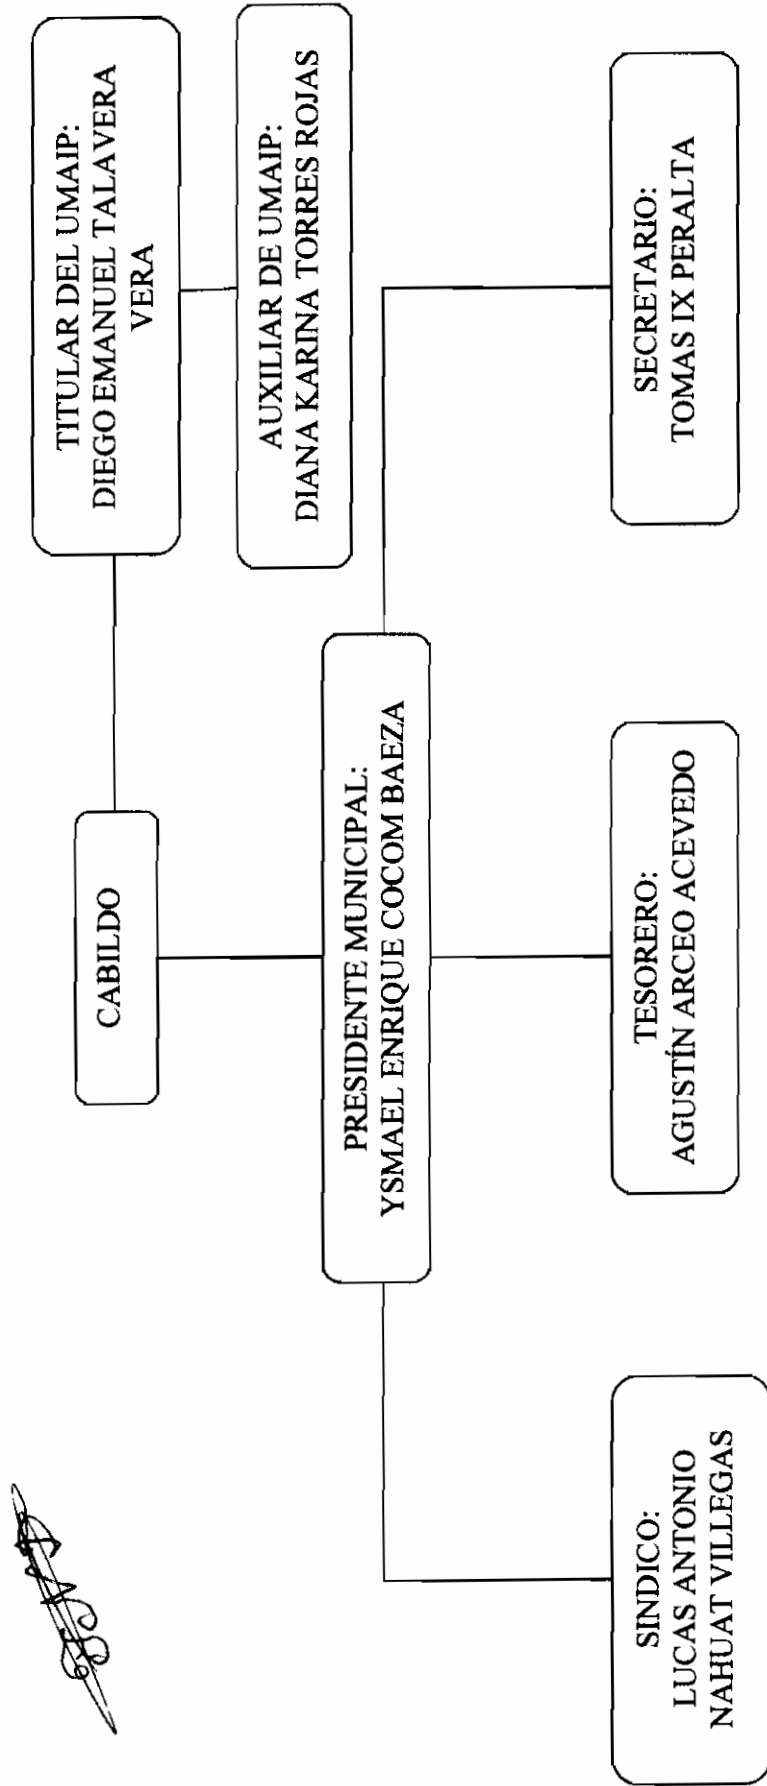 CABILDO
TITULAR DEL UMAIP:
DIEGO EMANUEL TALAVERA
VERA
AUXILIAR DE UMAIP:
DIANA KARINA TORRES ROJAS
PRESIDENTE MUNICIPAL:
YSMAEL ENRIQUE COCOM BAEZA
SINDICO:
LUCAS ANTONIO
NAHUAT VILLEGAS
TESORERO:
AGUSTÍN ARCEO ACEVEDO
SECRETARIO:
TOMAS IX PERALTA